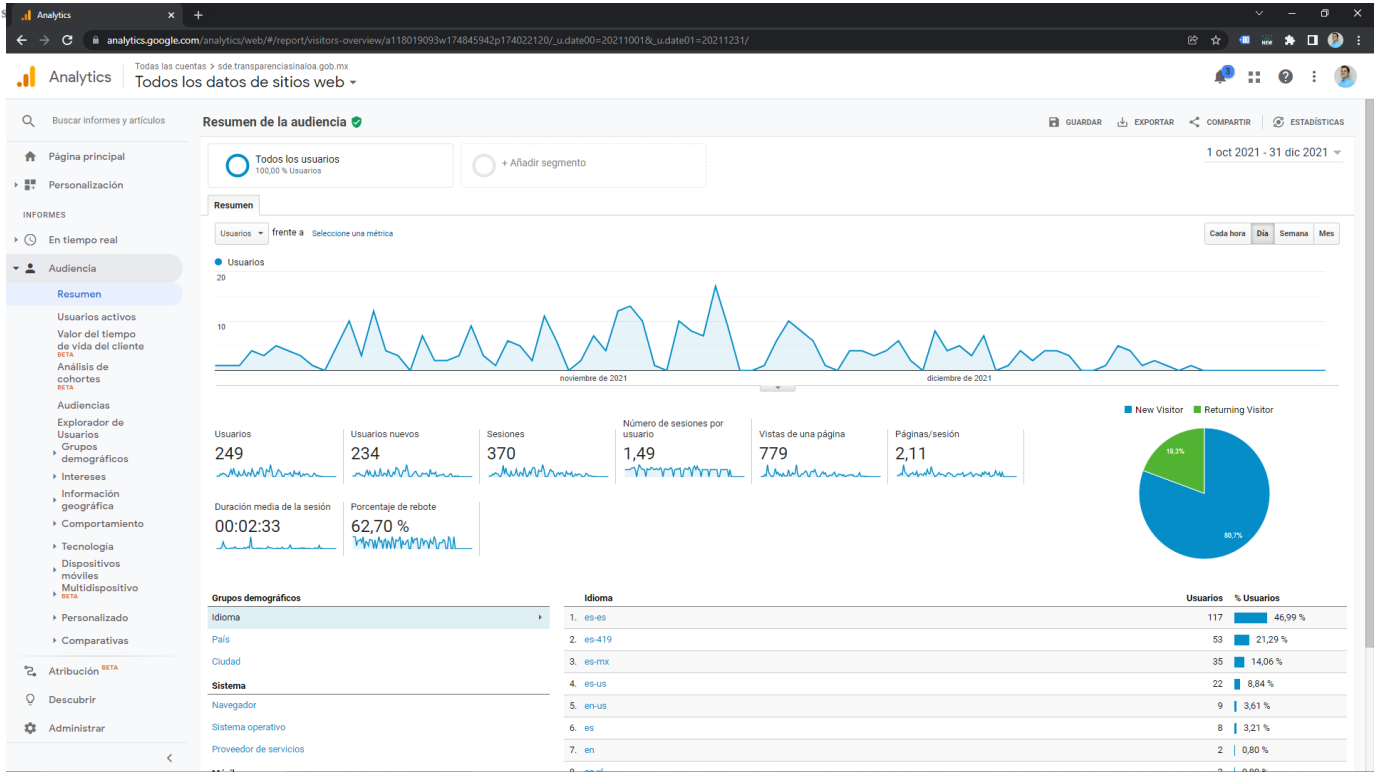 Analytics
analytics.google.com/analytics/web/#/report/visitors-overview/a118019093w174845942p174022120/_u.date00=20211001&_u.date01=20211231/
NEW
Analytics
Todas las cuentas > sde.transparenciasinaloa.gob.mx
Todos los datos de sitios web
3
Buscar informes y artículos
Página principal
Personalización
INFORMES
En tiempo real
Audiencia
Resumen
Usuarios activos
Valor del tiempo
de vida del cliente
BETA
Análisis de
cohortes
BETA
Audiencias
Explorador de
Usuarios
Grupos
demográficos
Intereses
Información
geográfica
Comportamiento
Tecnología
Dispositivos
móviles
Multidispositivo
BETA
Personalizado
Comparativas
Atribución BETA
Descubrir
Administrar
Resumen de la audiencia
GUARDAR
EXPORTAR
COMPARTIR
ESTADÍSTICAS
Todos los usuarios
100,00 % Usuarios
+ Añadir segmento
1 oct 2021 - 31 dic 2021
Resumen
Usuarios frente a Seleccione una métrica
Cada hora Día Semana Mes
Usuarios
20
10
noviembre de 2021
diciembre de 2021
New Visitor Returning Visitor
19,3%
80,7%
Usuarios
249
Usuarios nuevos
234
Sesiones
370
Número de sesiones por
usuario
1,49
Vistas de una página
779
Páginas/sesión
2,11
Duración media de la sesión
00:02:33
Porcentaje de rebote
62,70 %
Grupos demográficos
Idioma
País
Ciudad
Sistema
Navegador
Sistema operativo
Proveedor de servicios
Idioma Usuarios % Usuarios
1. es-es 117 46,99 %
2. es-419 53 21,29 %
3. es-mx 35 14,06 %
4. es-us 22 8,84 %
5. en-us 9 3,61 %
6. es 8 3,21 %
7. en 2 0,80 %